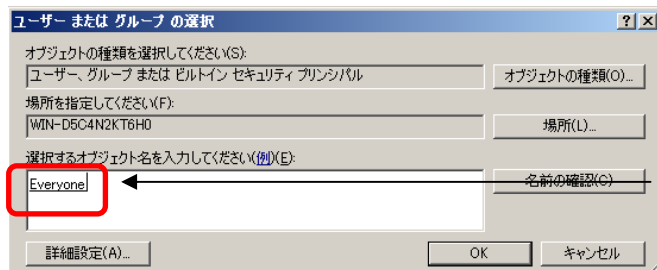 ユーザー または グループ の選択
オブジェクトの種類を選択してください(S):
ユーザー、グループ または ビルトイン セキュリティ プリンシパル
オブジェクトの種類(O)...
場所を指定してください(F):
WIN-D5C4N2KT6H0
場所(L)...
選択するオブジェクト名を入力してください(例)(E):
Everyone
名前の確認(C)
詳細設定(A)...
OK
キャンセル